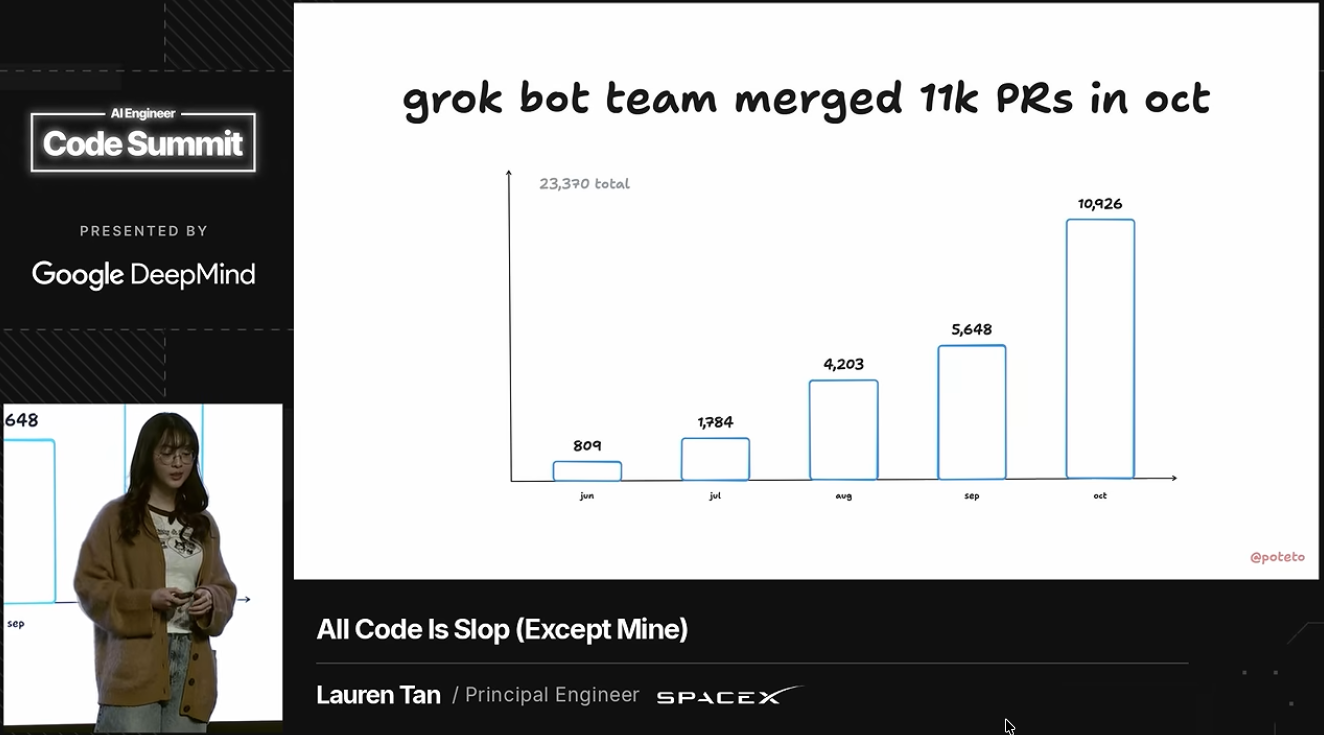 AI Engineer
Code Summit
PRESENTED BY
Google DeepMind
grok bot team merged 11k PRs in oct
23,370 total
10,926
5,648
4,203
1,784
809
jun jul aug sep oct
@poteto
648
sep
All Code Is Slop (Except Mine)
Lauren Tan / Principal Engineer SPACEX